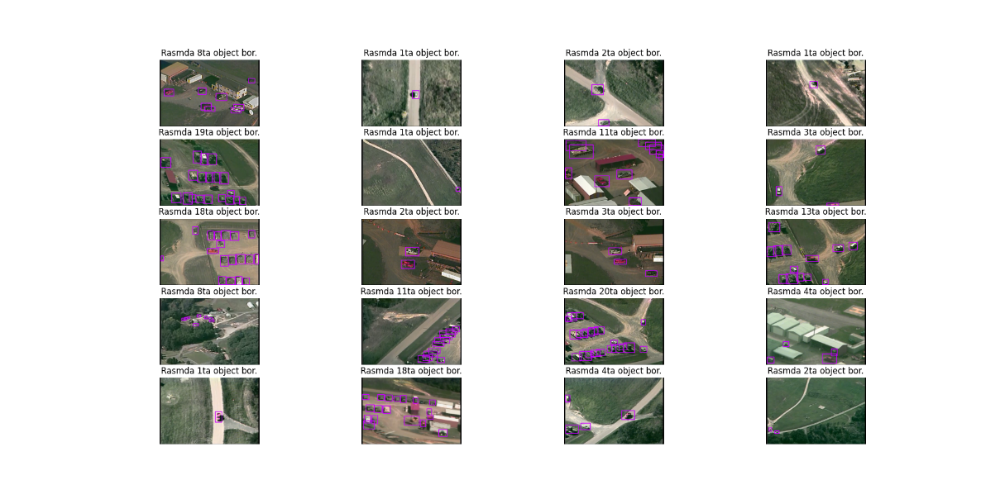 Rasmda 8ta object bor.
Rasmda 1ta object bor.
Rasmda 2ta object bor.
Rasmda 1ta object bor.
Rasmda 19ta object bor.
Rasmda 1ta object bor.
Rasmda 11ta object bor.
Rasmda 3ta object bor.
Rasmda 18ta object bor.
Rasmda 2ta object bor.
Rasmda 3ta object bor.
Rasmda 13ta object bor.
Rasmda 8ta object bor.
Rasmda 11ta object bor.
Rasmda 20ta object bor.
Rasmda 4ta object bor.
Rasmda 1ta object bor.
Rasmda 18ta object bor.
Rasmda 4ta object bor.
Rasmda 2ta object bor.